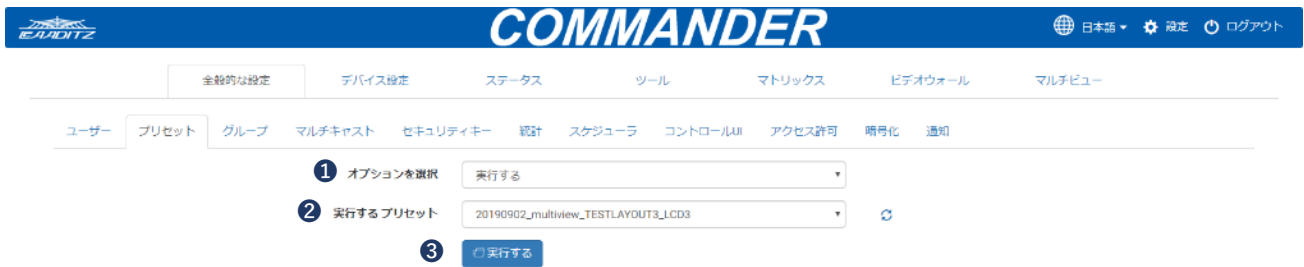 COMMANDER
日本語 設定 ログアウト
全般的な設定 デバイス設定 ステータス ツール マトリックス ビデオウォール マルチビュー
ユーザー プリセット グループ マルチキャスト セキュリティキー 統計 スケジューラ コントロールUI アクセス許可 暗号化 通知
1 オプションを選択 実行する
2 実行する プリセット 20190902_multiview_TESTLAYOUT3_LCD3
3 実行する